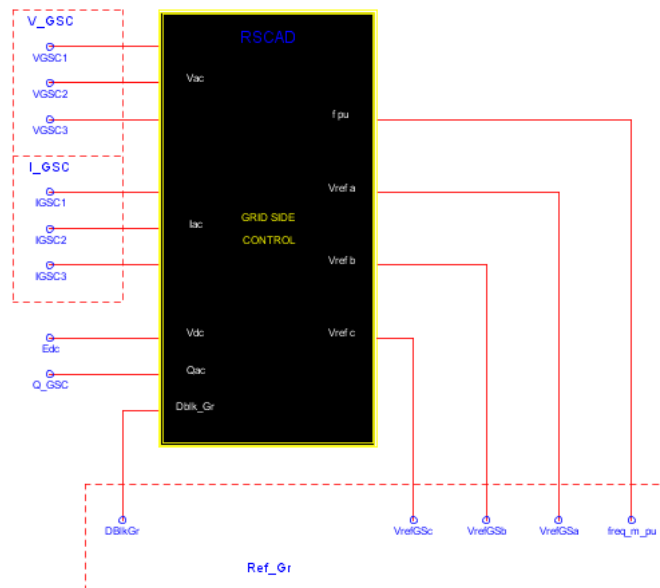 V_GSC
VGSC1
VGSC2
VGSC3
I_GSC
IGSC1
IGSC2
IGSC3
Edc
Q_GSC
RSCAD
Vac
f pu
Vref a
Iac
GRID SIDE
CONTROL
Vref b
Vdc
Vref c
Qac
Dblk_Gr
DBlkGr
VrefGSc
VrefGSb
VrefGSa
freq_m_pu
Ref_Gr